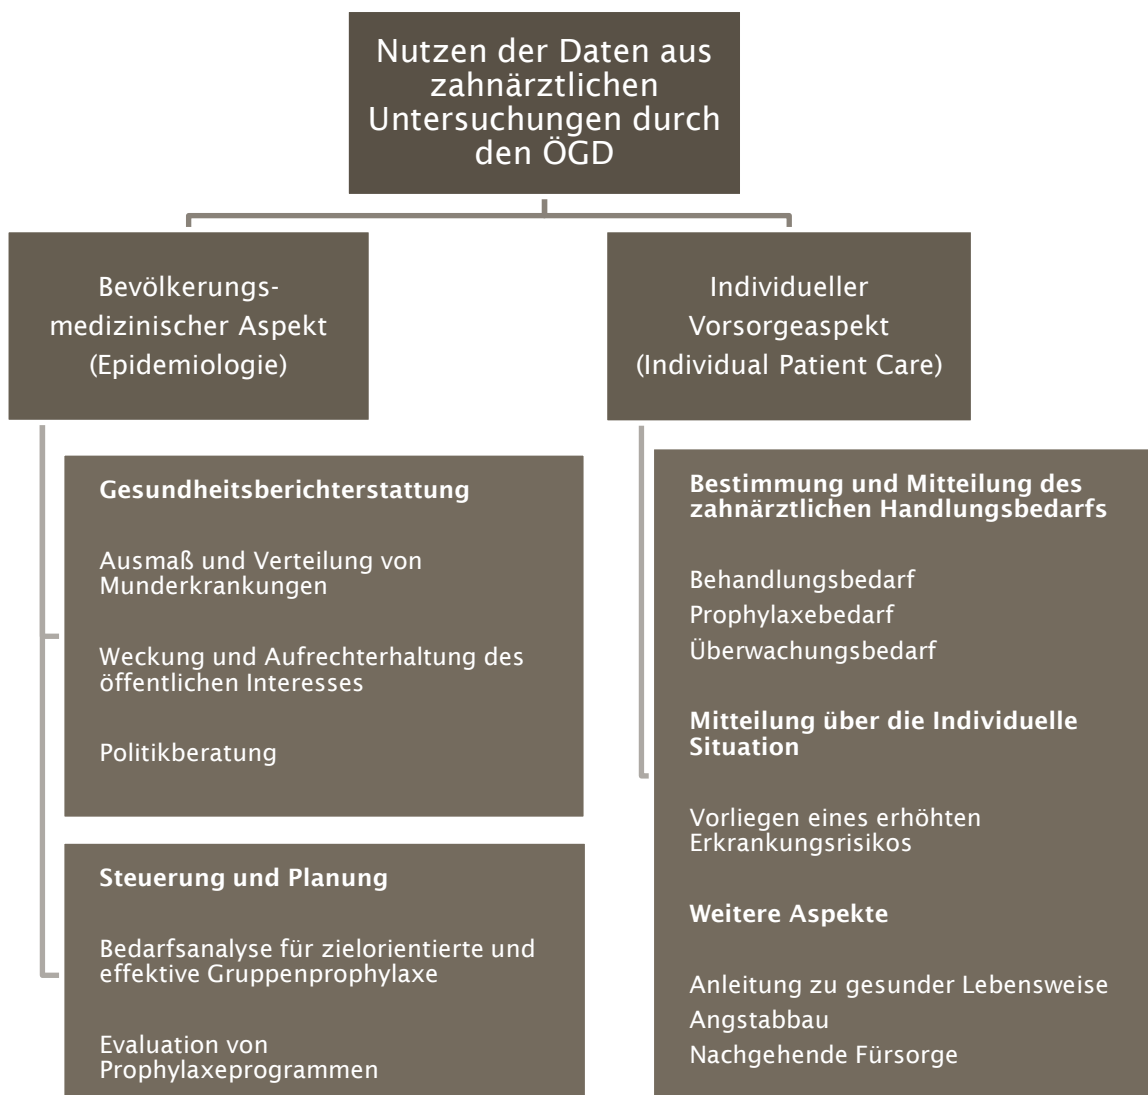 Nutzen der Daten aus
zahnärztlichen
Untersuchungen durch
den ÖGD
Bevölkerungs-
medizinischer Aspekt
(Epidemiologie)
Gesundheitsberichterstattung
Ausmaß und Verteilung von
Munderkrankungen
Weckung und Aufrechterhaltung des
öffentlichen Interesses
Politikberatung
Steuerung und Planung
Bedarfsanalyse für zielorientierte und
effektive Gruppenprophylaxe
Evaluation von
Prophylaxeprogrammen
Individueller
Vorsorgeaspekt
(Individual Patient Care)
Bestimmung und Mitteilung des
zahnärztlichen Handlungsbedarfs
Behandlungsbedarf
Prophylaxebedarf
Überwachungsbedarf
Mitteilung über die Individuelle
Situation
Vorliegen eines erhöhten
Erkrankungsrisikos
Weitere Aspekte
Anleitung zu gesunder Lebensweise
Angstabbau
Nachgehende Fürsorge